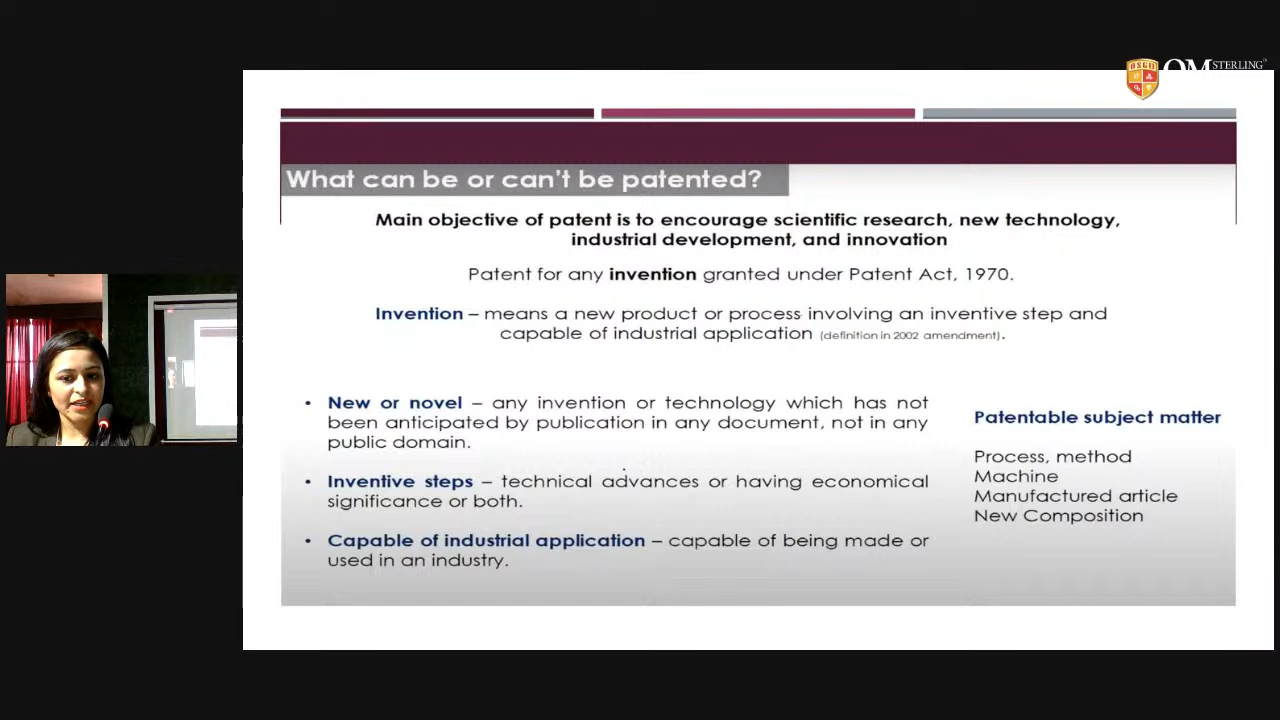 OSGU
OM STERLING
What can be or can't be patented?
Main objective of patent is to encourage scientific research, new technology,
industrial development, and innovation
Patent for any invention granted under Patent Act, 1970.
Invention – means a new product or process involving an inventive step and
capable of industrial application (definition in 2002 amendment).
• New or novel – any invention or technology which has not
been anticipated by publication in any document, not in any
public domain.
• Inventive steps – technical advances or having economical
significance or both.
• Capable of industrial application – capable of being made or
used in an industry.
Patentable subject matter
Process, method
Machine
Manufactured article
New Composition